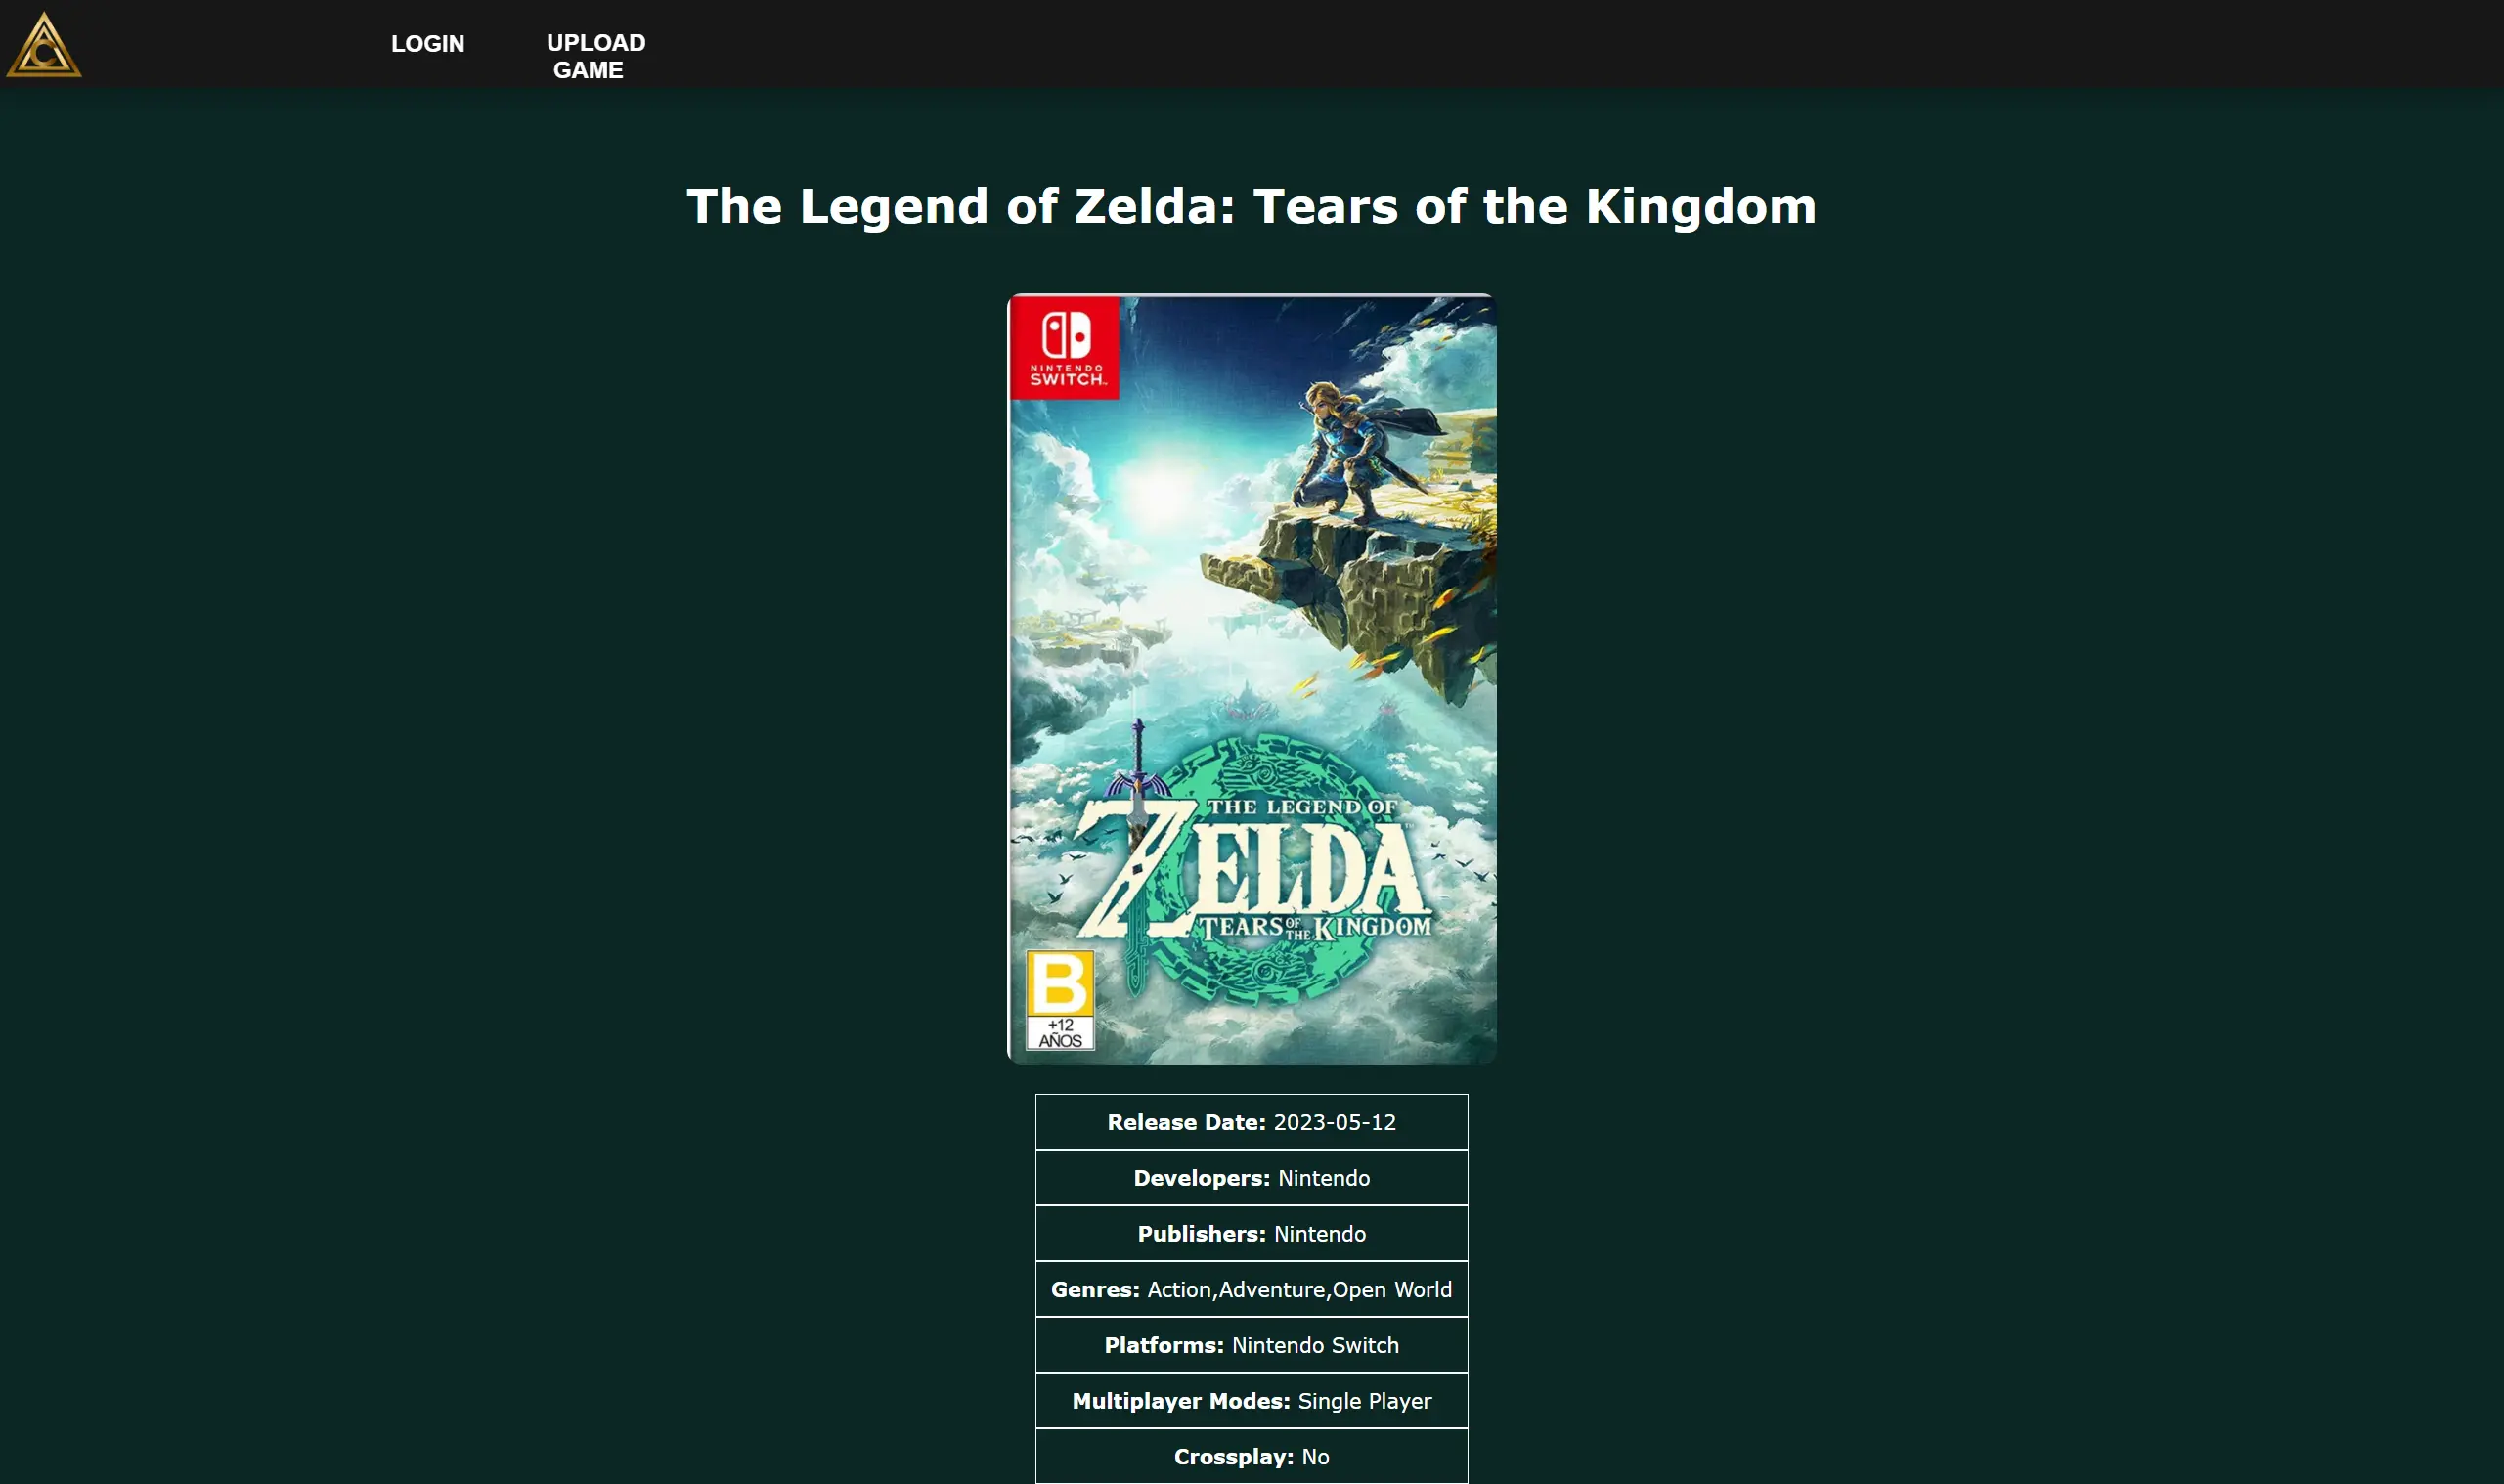 LOGIN
UPLOAD
GAME
The Legend of Zelda: Tears of the Kingdom
NINTENDO
SWITCH™
THE LEGEND OF
ZELDA™
TEARS OF THE KINGDOM
B
+12
AÑOS
Release Date: 2023-05-12
Developers: Nintendo
Publishers: Nintendo
Genres: Action,Adventure,Open World
Platforms: Nintendo Switch
Multiplayer Modes: Single Player
Crossplay: No